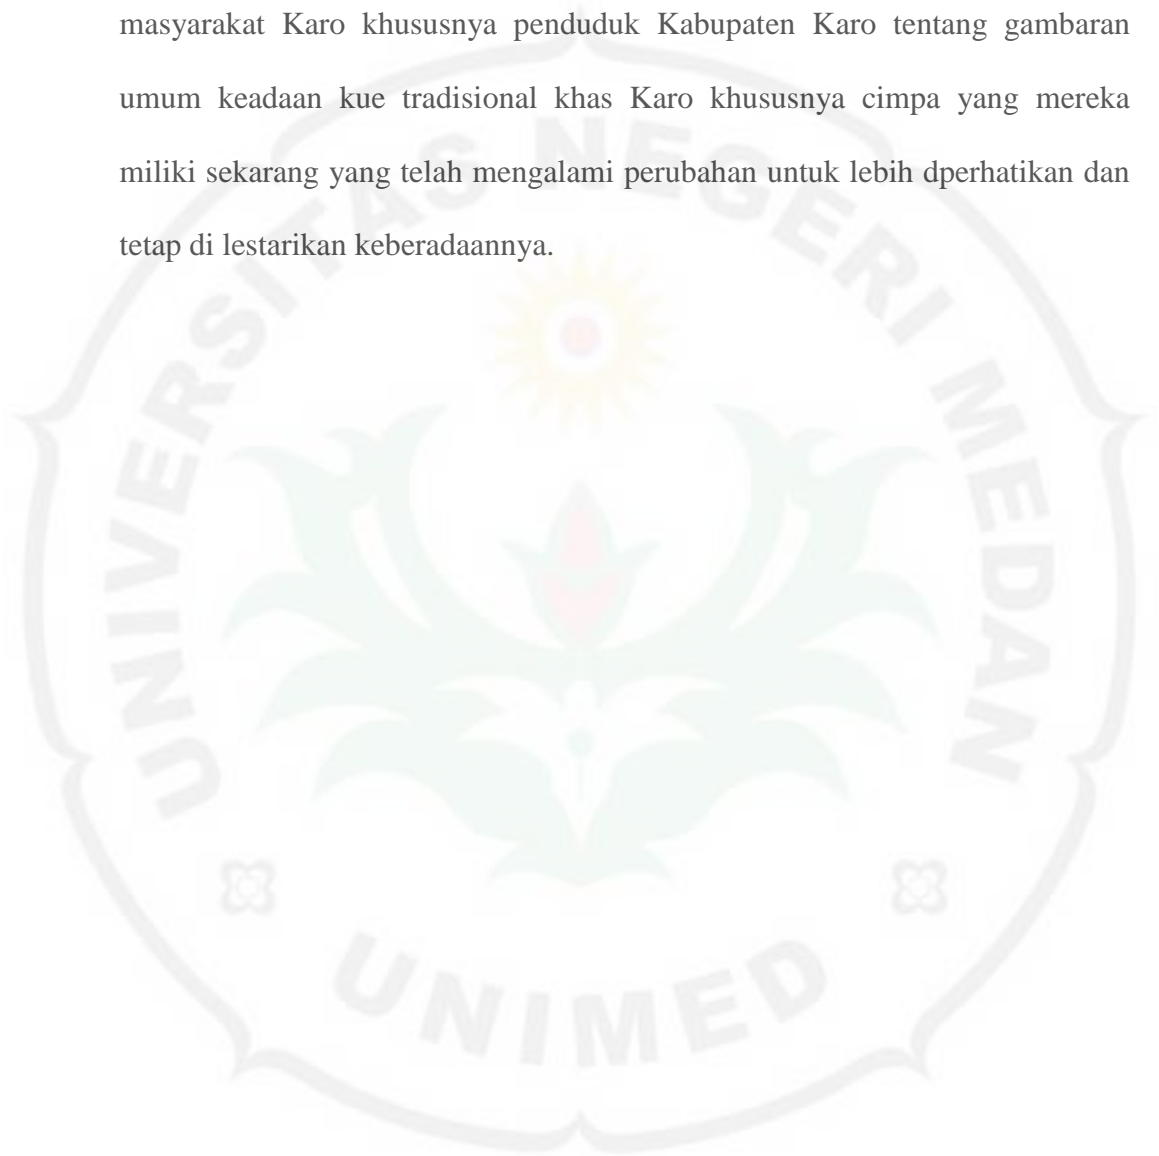 masyarakat Karo khususnya penduduk Kabupaten Karo tentang gambaran
umum keadaan kue tradisional khas Karo khususnya cimpa yang mereka
miliki sekarang yang telah mengalami perubahan untuk lebih dperhatikan dan
tetap di lestarikan keberadaannya.
UNIVERSITAS NEGERI MEDAN
UNIMED